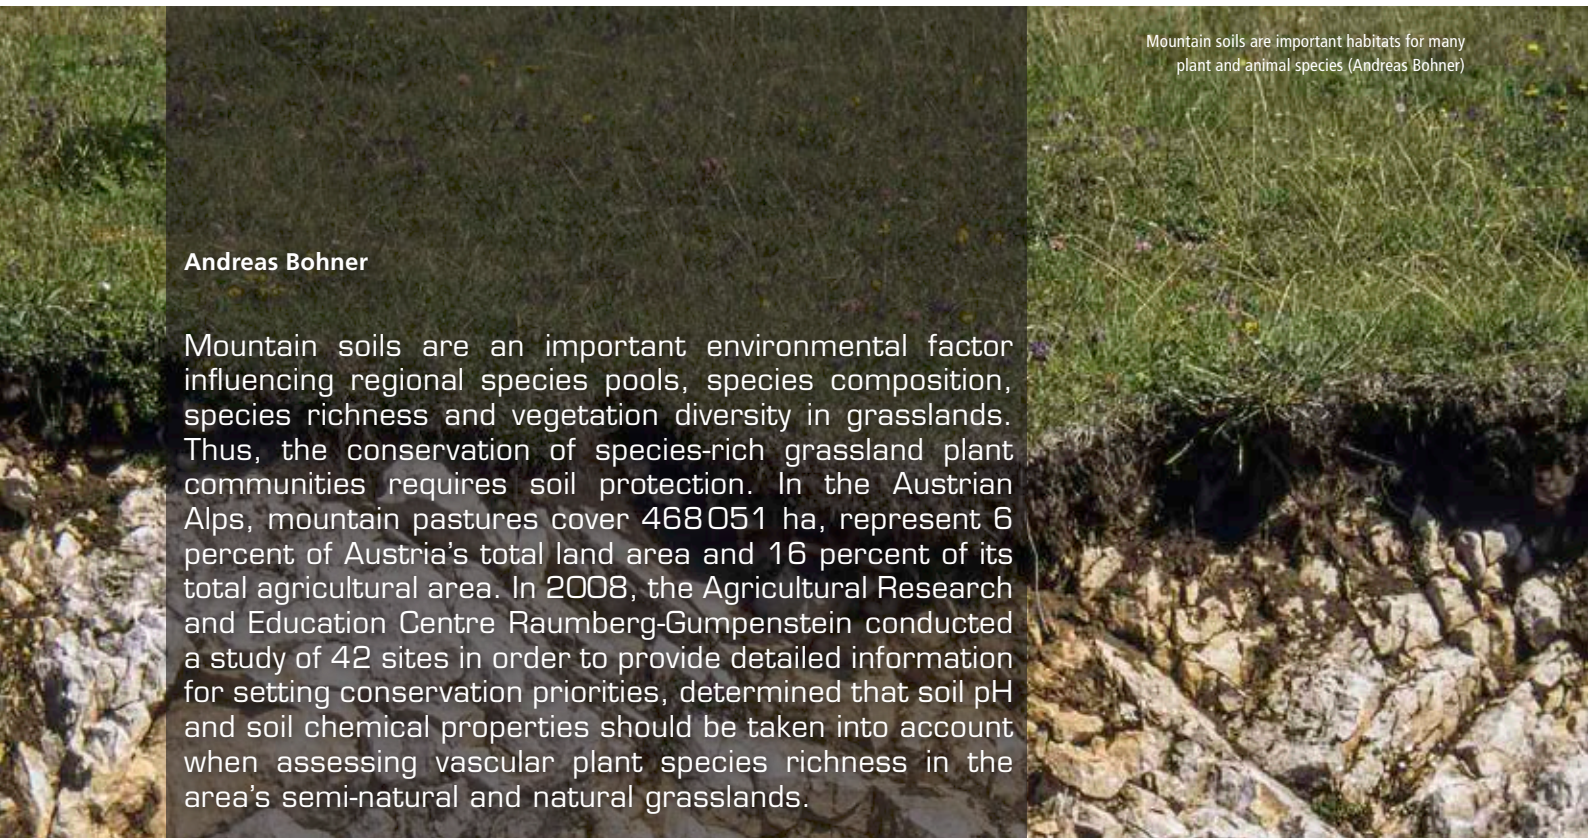 Mountain soils are important habitats for many
plant and animal species (Andreas Bohner)
Andreas Bohner
Mountain soils are an important environmental factor
influencing regional species pools, species composition,
species richness and vegetation diversity in grasslands.
Thus, the conservation of species-rich grassland plant
communities requires soil protection. In the Austrian
Alps, mountain pastures cover 468 051 ha, represent 6
percent of Austria's total land area and 16 percent of its
total agricultural area. In 2008, the Agricultural Research
and Education Centre Raumberg-Gumpenstein conducted
a study of 42 sites in order to provide detailed information
for setting conservation priorities, determined that soil pH
and soil chemical properties should be taken into account
when assessing vascular plant species richness in the
area's semi-natural and natural grasslands.